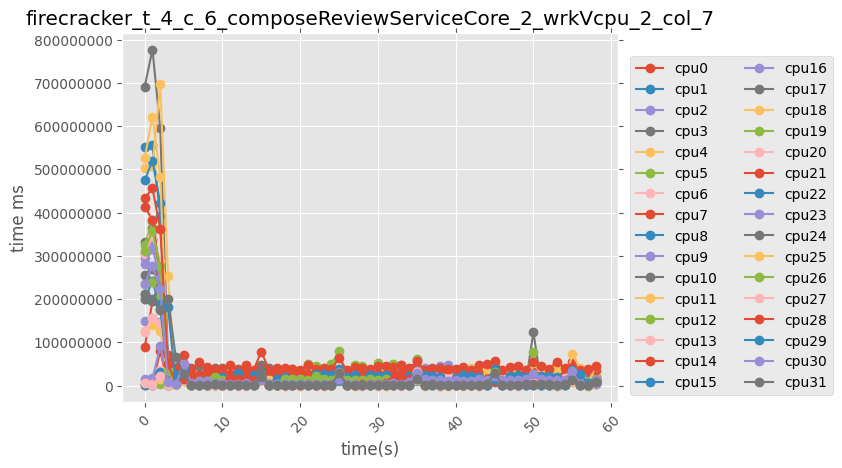 firecracker_t_4_c_6_composeReviewServiceCore_2_wrkVcpu_2_col_7
800000000
700000000
600000000
500000000
400000000
300000000
200000000
100000000
0
time ms
0
10
20
30
40
50
60
time(s)
cpu0
cpu1
cpu2
cpu3
cpu4
cpu5
cpu6
cpu7
cpu8
cpu9
cpu10
cpu11
cpu12
cpu13
cpu14
cpu15
cpu16
cpu17
cpu18
cpu19
cpu20
cpu21
cpu22
cpu23
cpu24
cpu25
cpu26
cpu27
cpu28
cpu29
cpu30
cpu31